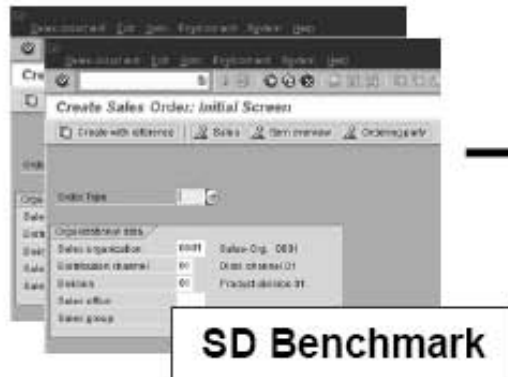 Cre
Create Sales Order: Initial Screen
Create with reference Sales Item overview Ordering party
Order Type
Organizational data
Sales organization 0001 Sales Org. 0001
Distribution channel 01 Distr. channel 01
Division 01 Product division 01
Sales office
Sales group
SD Benchmark